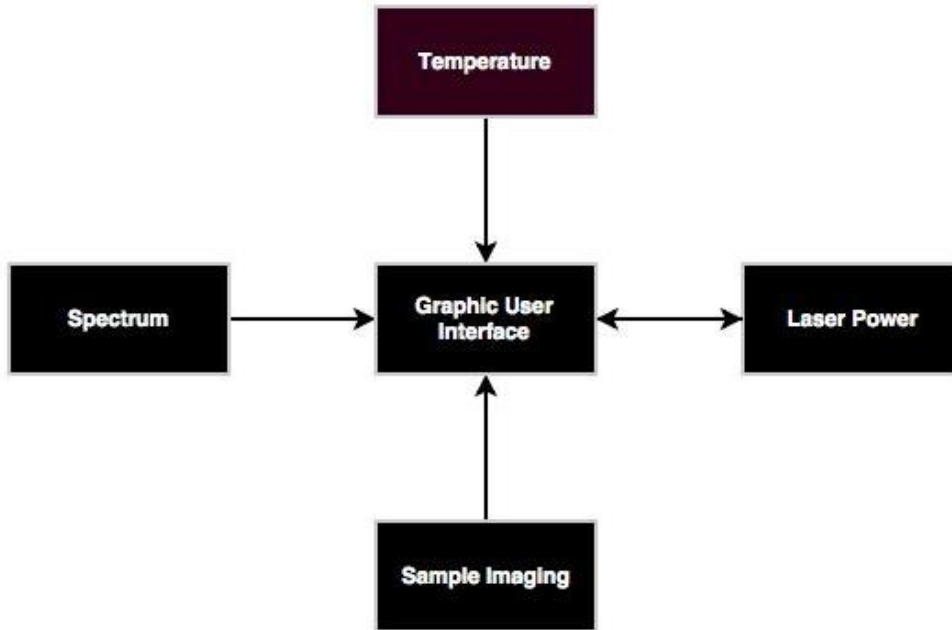 Temperature
Spectrum
Graphic User
Interface
Laser Power
Sample Imaging